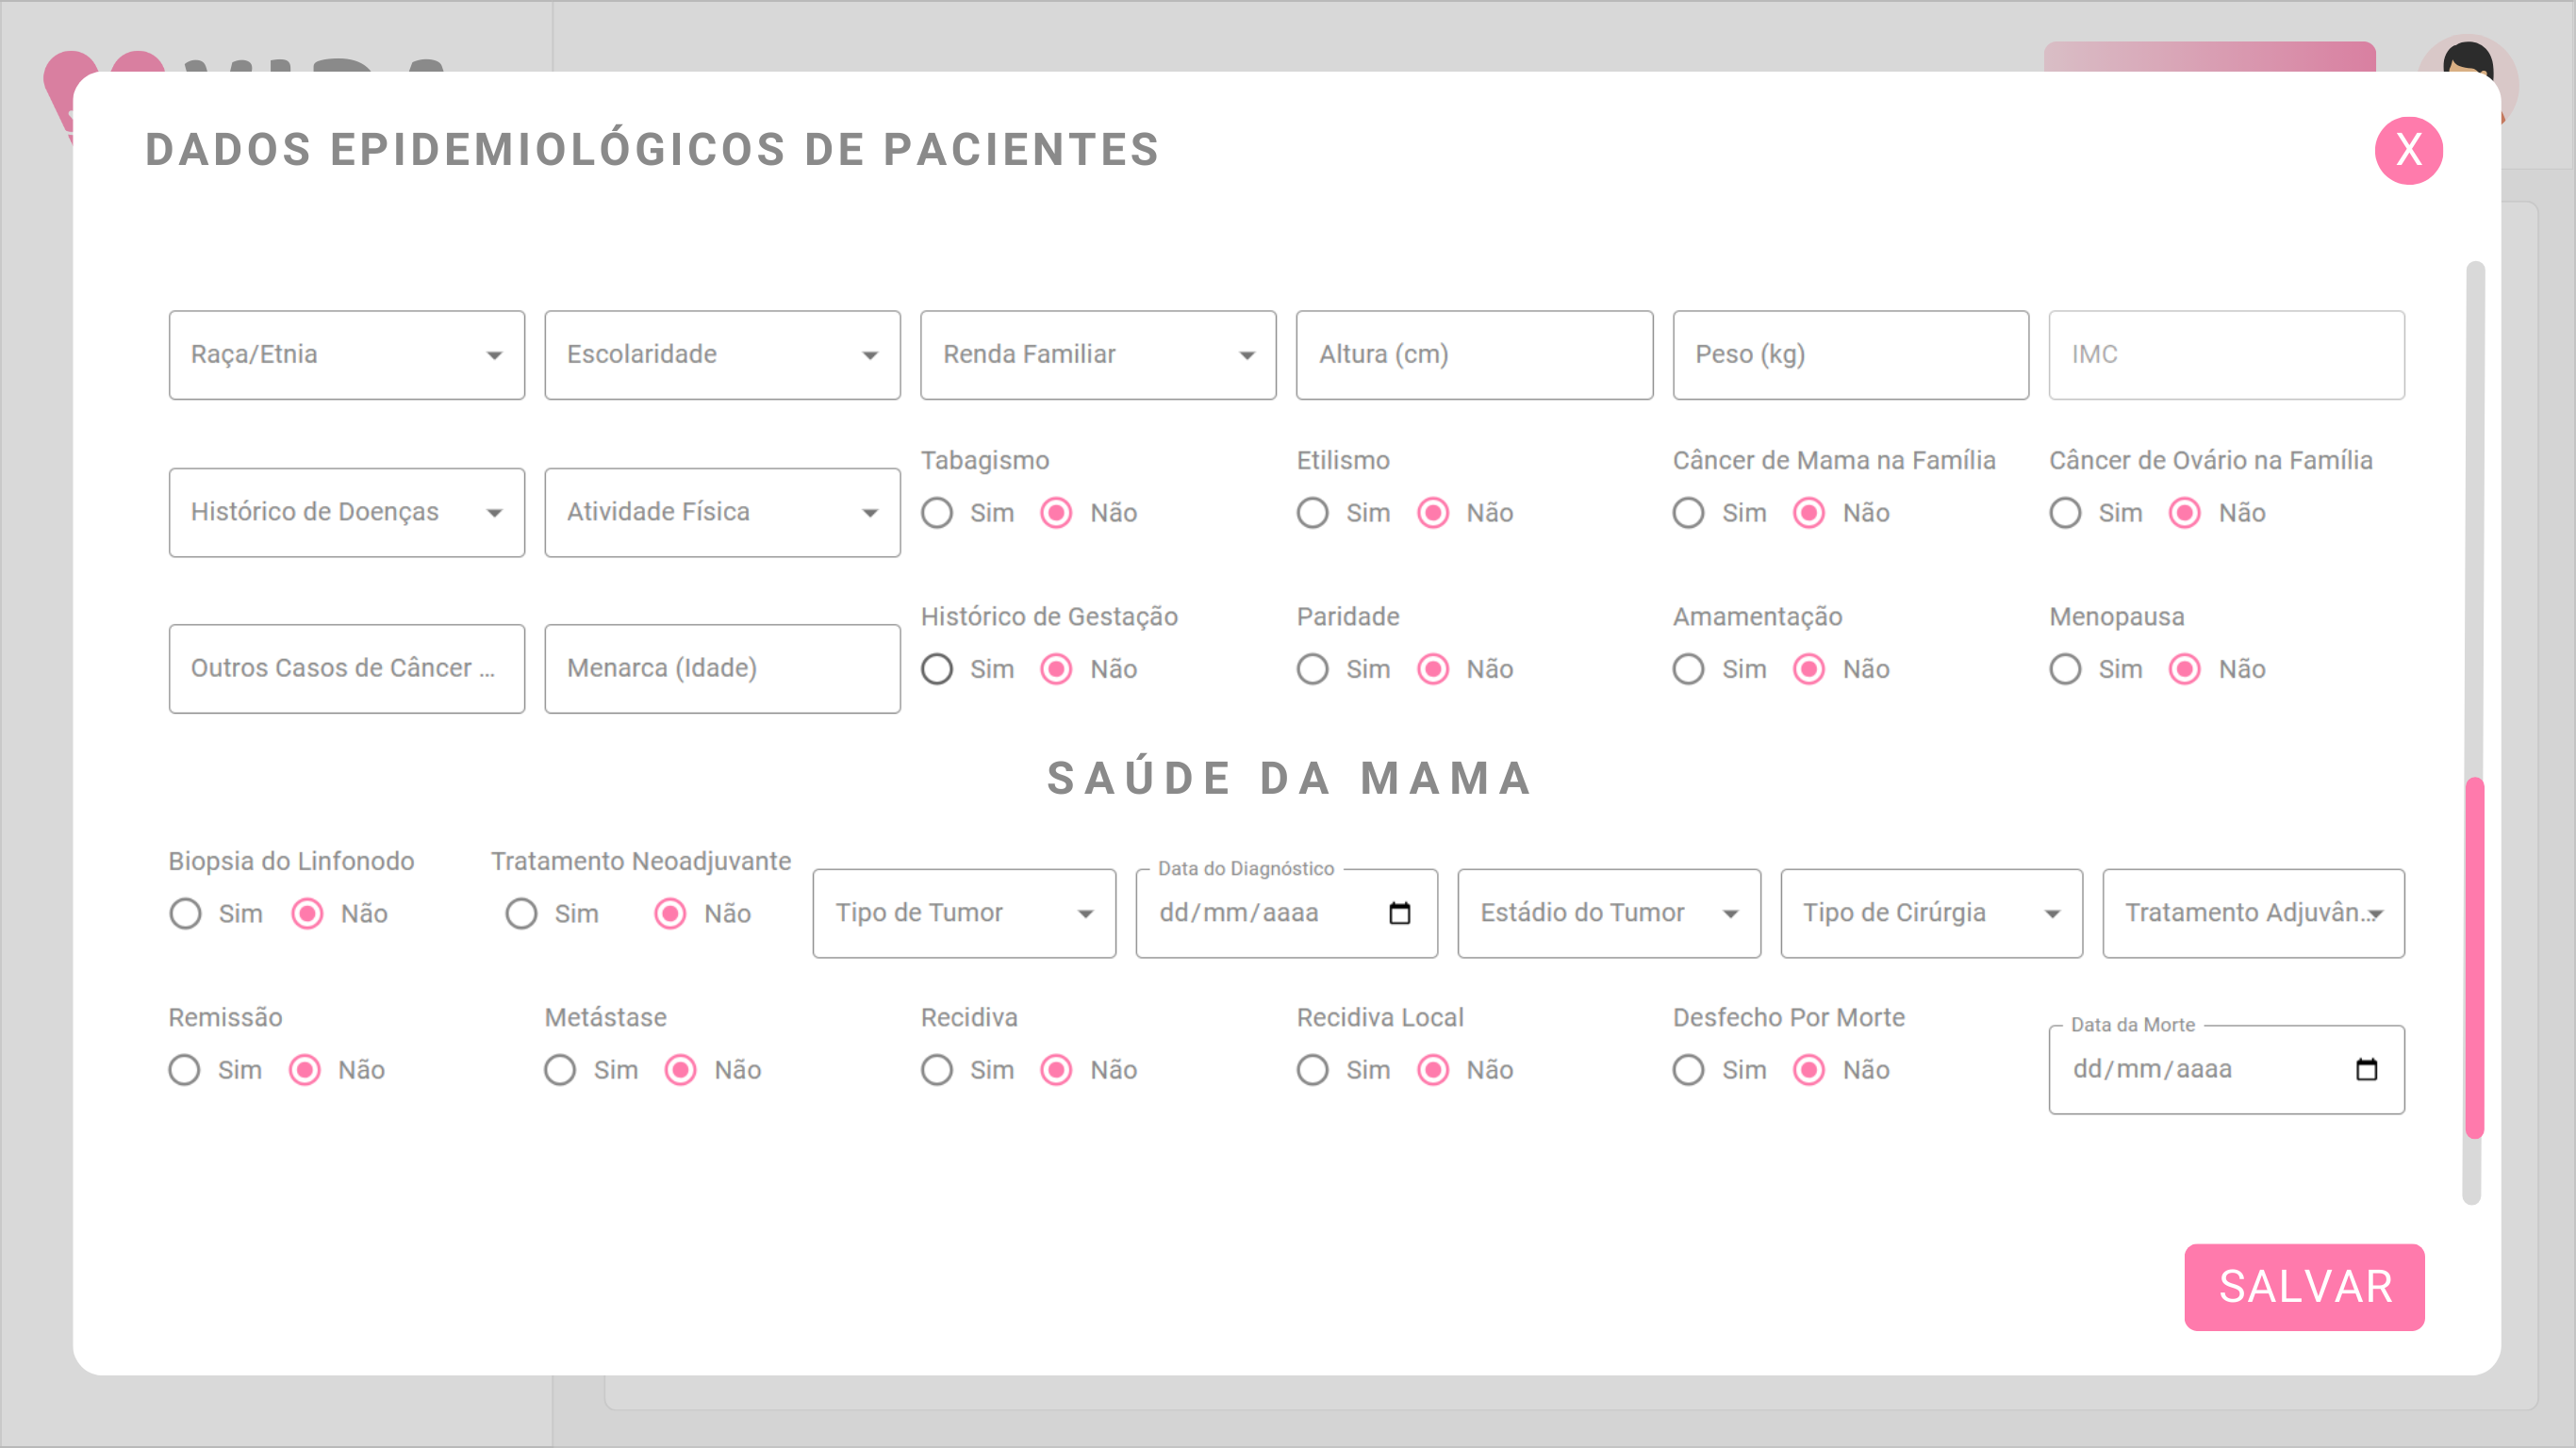 DADOS EPIDEMIOLÓGICOS DE PACIENTES
X
Raça/Etnia
Escolaridade
Renda Familiar
Altura (cm)
Peso (kg)
IMC
Histórico de Doenças
Atividade Física
Tabagismo
Sim Não
Etilismo
Sim Não
Câncer de Mama na Família
Sim Não
Câncer de Ovário na Família
Sim Não
Outros Casos de Câncer ...
Menarca (Idade)
Histórico de Gestação
Sim Não
Paridade
Sim Não
Amamentação
Sim Não
Menopausa
Sim Não
SAÚDE DA MAMA
Biopsia do Linfonodo
Sim Não
Tratamento Neoadjuvante
Sim Não
Tipo de Tumor
Data do Diagnóstico
dd/mm/aaaa
Estádio do Tumor
Tipo de Cirúrgia
Tratamento Adjuvân...
Remissão
Sim Não
Metástase
Sim Não
Recidiva
Sim Não
Recidiva Local
Sim Não
Desfecho Por Morte
Sim Não
Data da Morte
dd/mm/aaaa
SALVAR